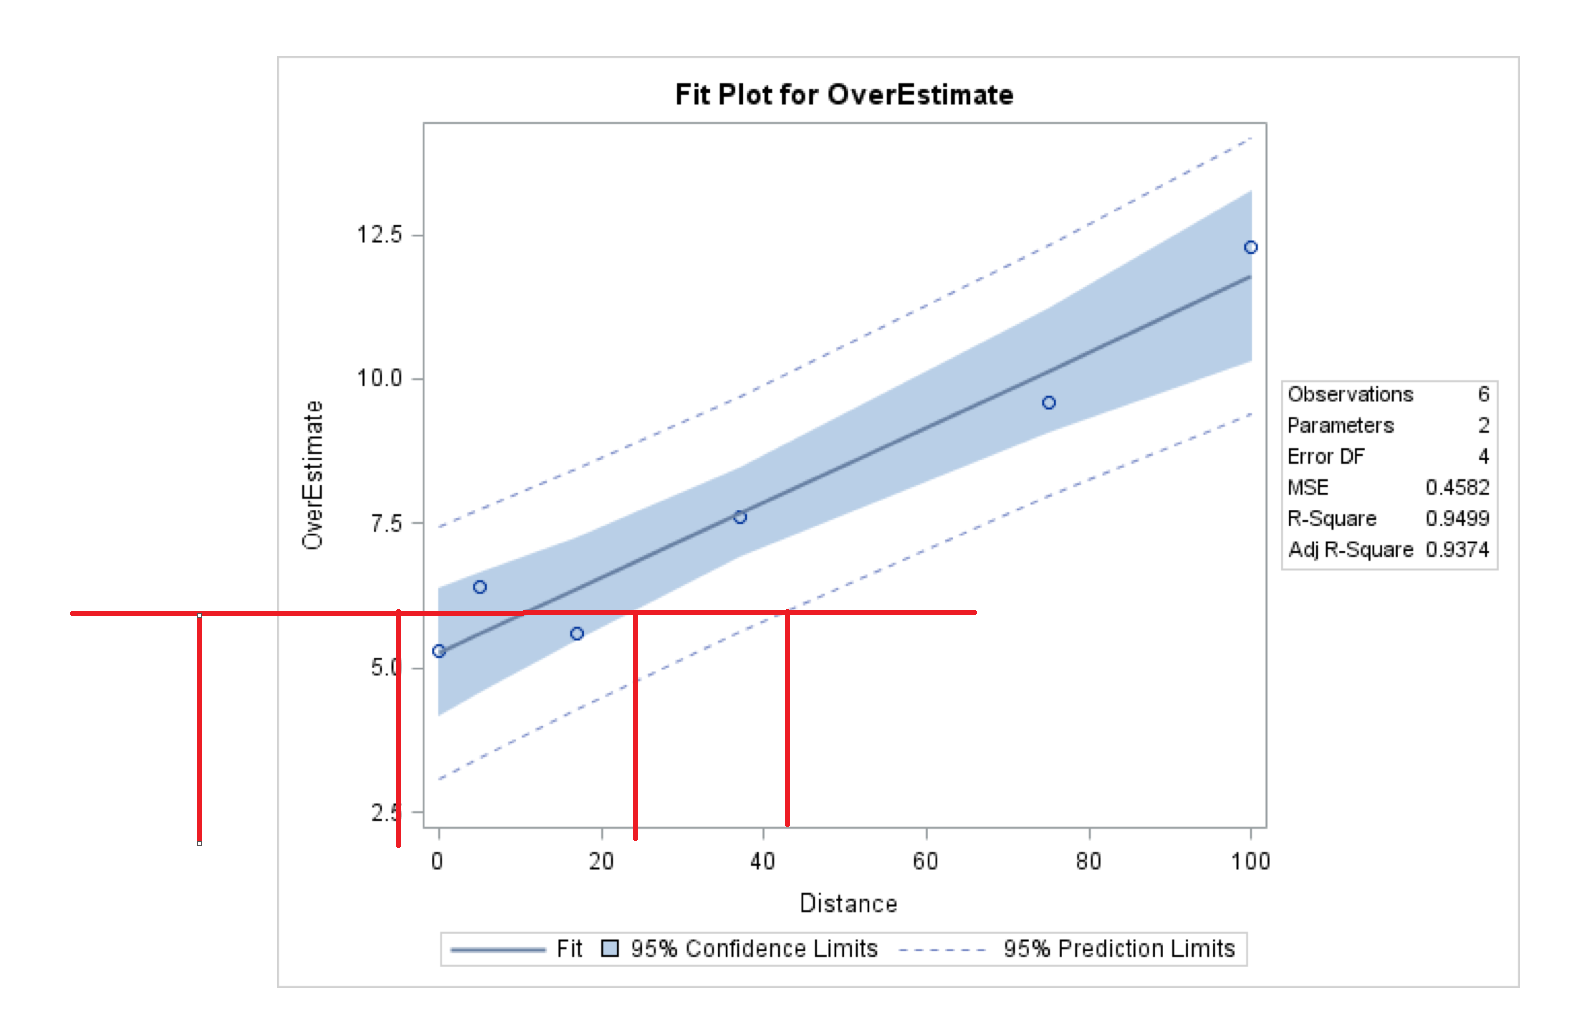 Fit Plot for OverEstimate
12.5
10.0
7.5
5.0
2.5
OverEstimate
0 20 40 60 80 100
Distance
Fit 95% Confidence Limits 95% Prediction Limits
Observations 6
Parameters 2
Error DF 4
MSE 0.4582
R-Square 0.9499
Adj R-Square 0.9374